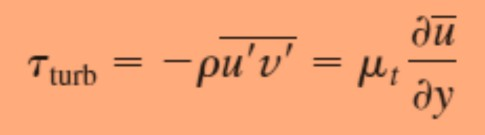 τ_turb = −ρ\overline{u′v′} = μ_t ∂\overline{u}/∂y